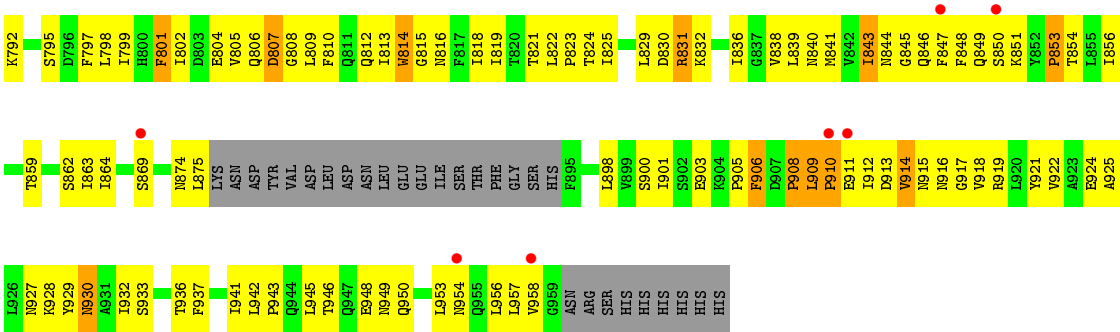 K792 S795 D796 F797 L798 I799 H800 F801 I802 D803 E804 V805 Q806 D807 G808 L809 F810 Q811 Q812 I813 W814 G815 N816 F817 I818 I819 T820 T821 L822 P823 T824 I825 L829 D830 R831 K832 I836 G837 V838 L839 N840 M841 V842 I843 N844 G845 Q846 F847 F848 Q849 S850 K851 Y852 P853 T854 L855 I856
T859 S862 I863 I864 S869 N874 L875 LYS ASN ASP TYR VAL ASP LEU ASP ASN LEU GLU GLU ILE SER THR PHE GLY SER HIS F895 L898 V899 S900 I901 S902 E903 K904 P905 F906 D907 P908 L909 P910 E911 I912 D913 V914 N915 N916 G917 V918 R919 L920 Y921 V922 A923 E924 A925
L926 N927 K928 Y929 N930 A931 I932 S933 T936 F937 I941 L942 P943 Q944 L945 T946 Q947 E948 N949 Q950 L953 N954 Q955 L956 L957 V958 G959 ASN ARG SER HIS HIS HIS HIS HIS HIS